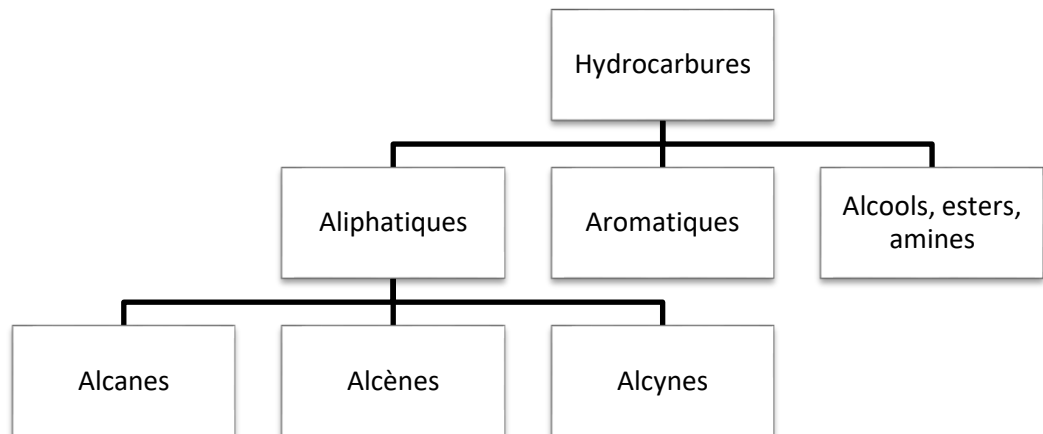 Hydrocarbures
Aliphatiques
Aromatiques
Alcools, esters,
amines
Alcanes
Alcènes
Alcynes